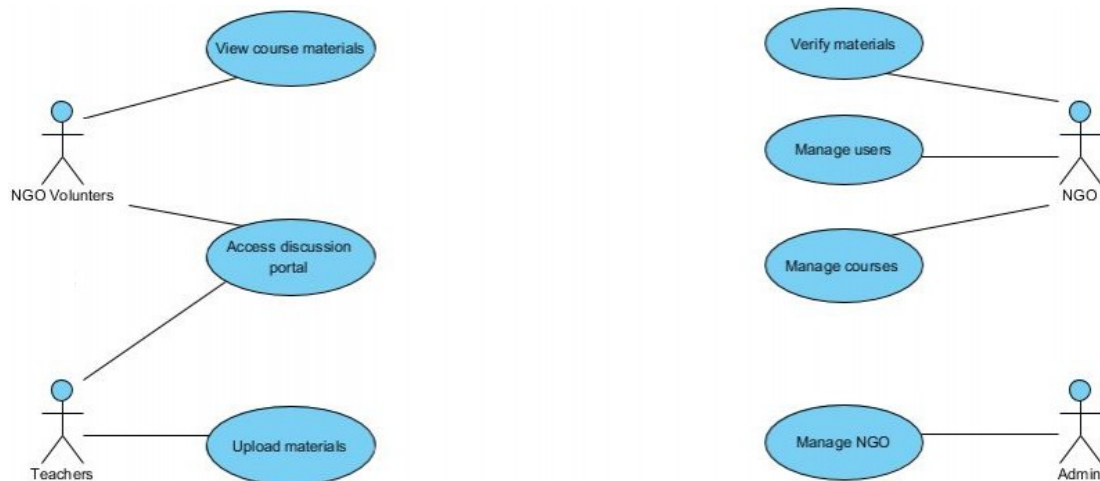 View course materials
Verify materials
Manage users
NGO Volunters
NGO
Access discussion
portal
Manage courses
Upload materials
Manage NGO
Teachers
Admin